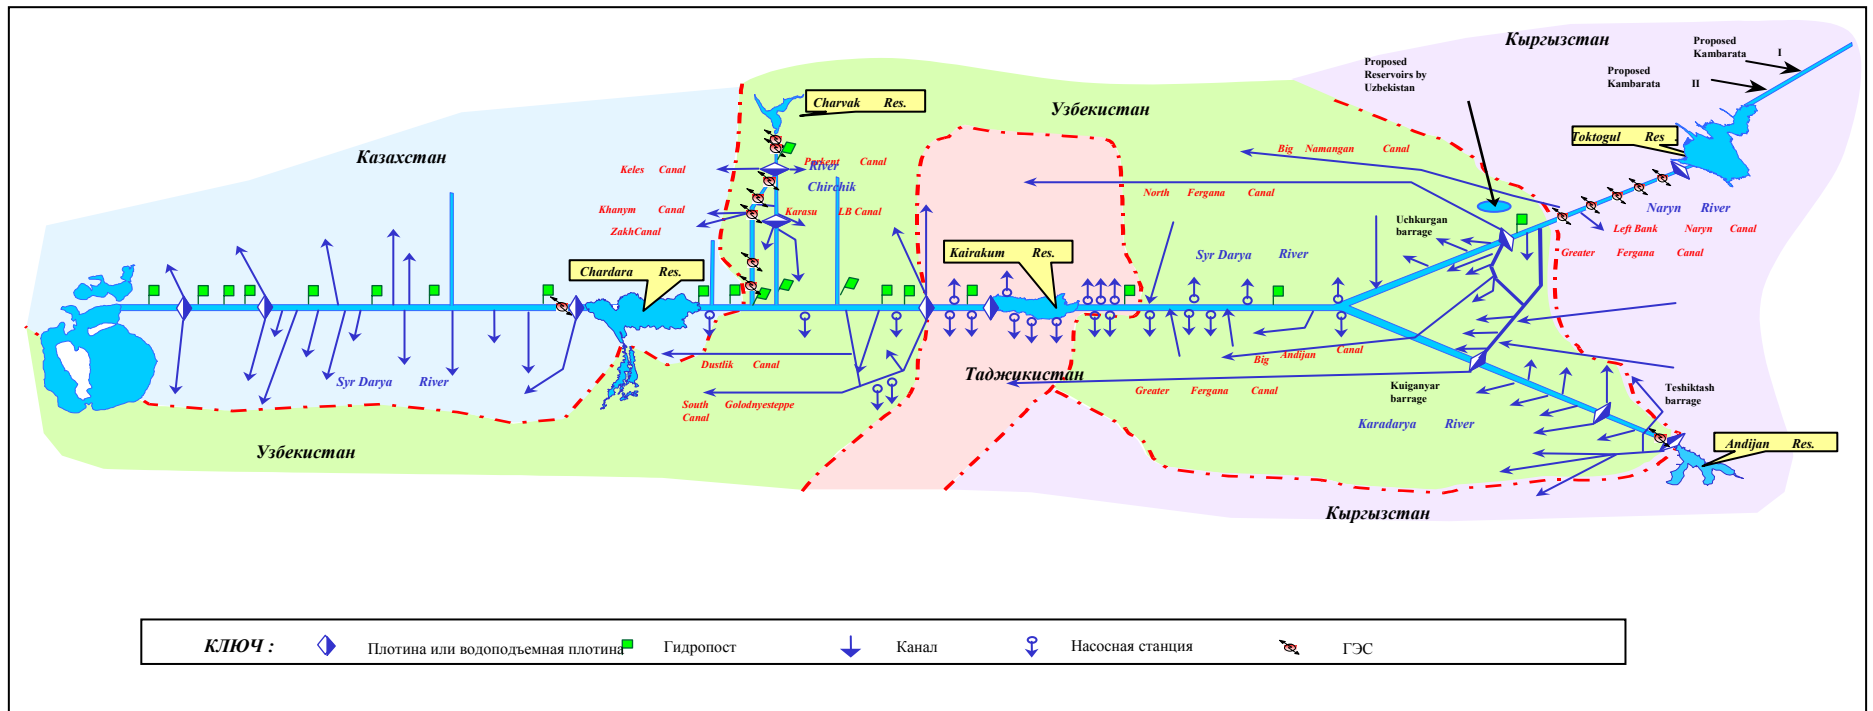 Кыргызстан
Proposed
Kambarata I
Proposed
Kambarata II
Proposed
Reservoirs by
Uzbekistan
Узбекистан
Charvak Res.
Toktogul Res
Казахстан
Keles Canal
Parkent Canal
River
Chirchik
Big Namangan Canal
North Fergana Canal
Khanym Canal
Karasu LB Canal
ZakhCanal
Uchkurgan
barrage
Naryn River
Left Bank Naryn Canal
Greater Fergana Canal
Chardara Res.
Kairakum Res.
Syr Darya River
Dustlik Canal
Big Andijan Canal
Таджикистан
Syr Darya River
South Golodnyesteppe
Canal
Greater Fergana Canal
Kuiganyar
barrage
Teshiktash
barrage
Karadarya River
Andijan Res.
Узбекистан
Кыргызстан
КЛЮЧ :
Плотина или водоподъемная плотина
Гидропост
Канал
Насосная станция
ГЭС